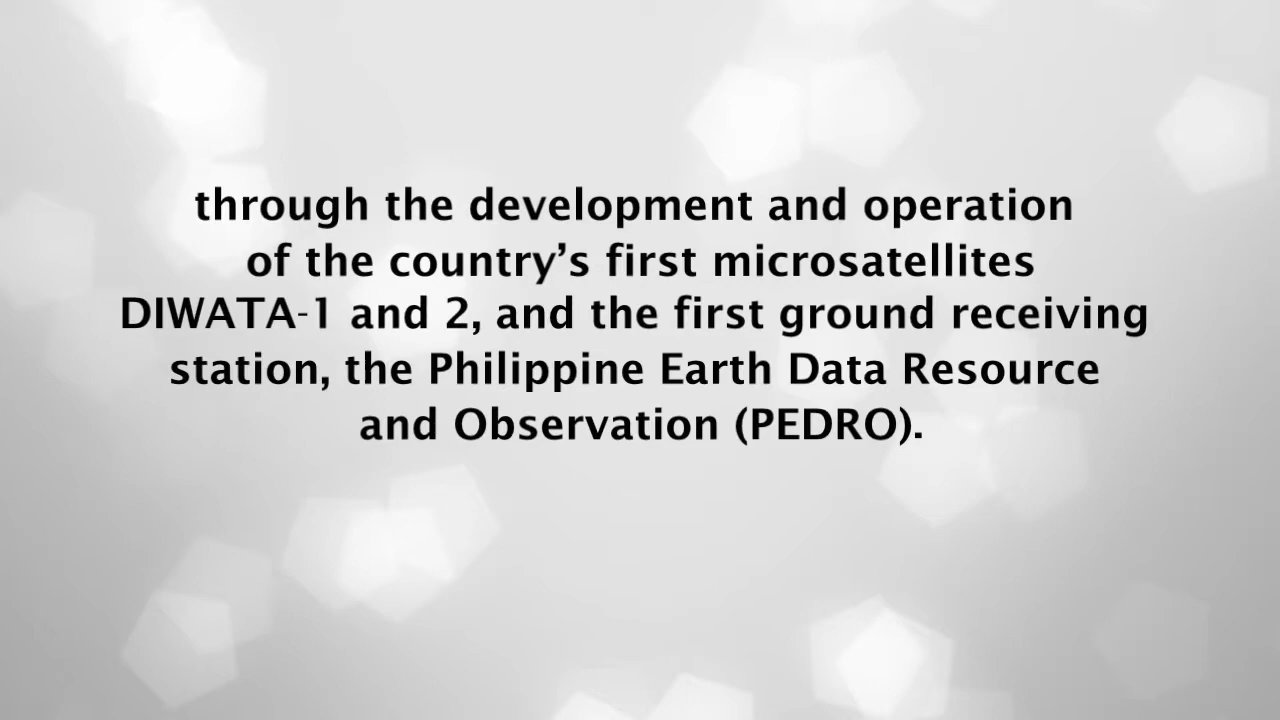 through the development and operation
of the country’s first microsatellites
DIWATA-1 and 2, and the first ground receiving
station, the Philippine Earth Data Resource
and Observation (PEDRO).